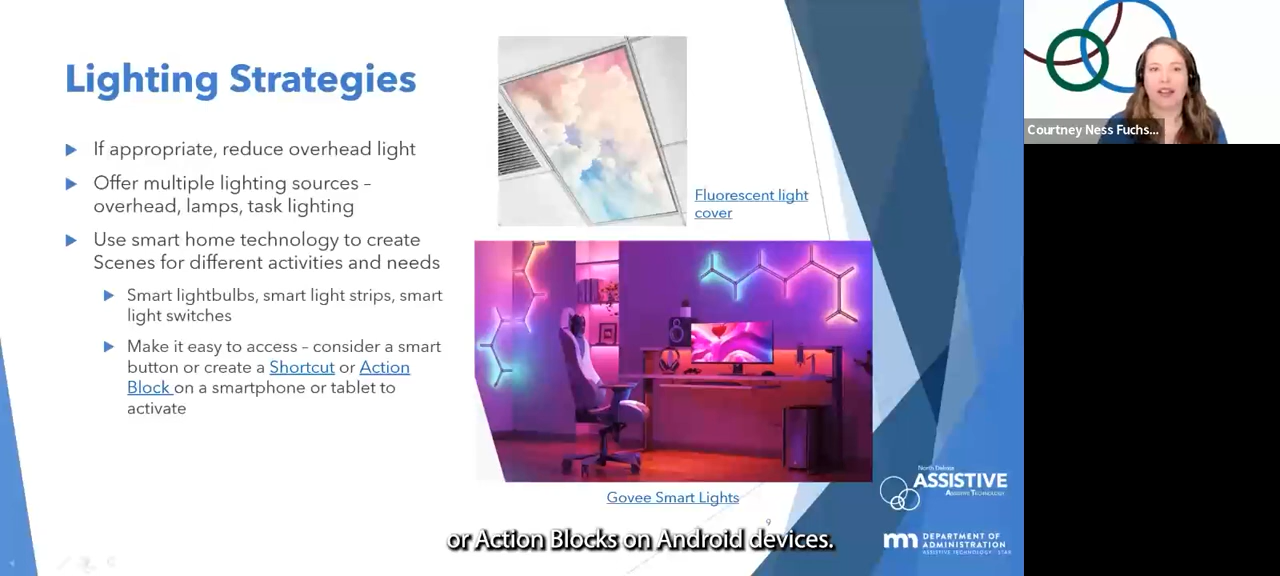 Lighting Strategies
If appropriate, reduce overhead light
Offer multiple lighting sources –
overhead, lamps, task lighting
Use smart home technology to create
Scenes for different activities and needs
Smart lightbulbs, smart light strips, smart
light switches
Make it easy to access – consider a smart
button or create a Shortcut or Action
Block on a smartphone or tablet to
activate
Fluorescent light
cover
Govee Smart Lights
9
or Action Blocks on Android devices.
North Dakota
ASSISTIVE
Assistive Technology
mn DEPARTMENT OF
ADMINISTRATION
ASSISTIVE TECHNOLOGY - STAR
Courtney Ness Fuchs...